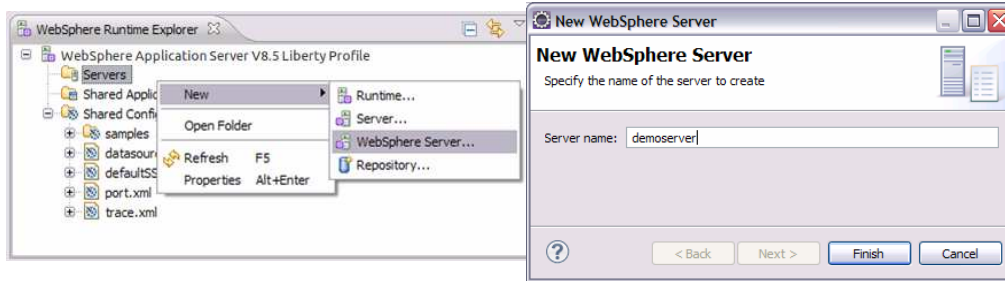 WebSphere Runtime Explorer
WebSphere Application Server V8.5 Liberty Profile
Servers
Shared Applic
Shared Confi
samples
datasour
defaultSS
port.xml
trace.xml
New
Open Folder
Refresh F5
Properties Alt+Enter
Runtime...
Server...
WebSphere Server...
Repository...
New WebSphere Server
New WebSphere Server
Specify the name of the server to create
Server name: demoserver
< Back Next > Finish Cancel